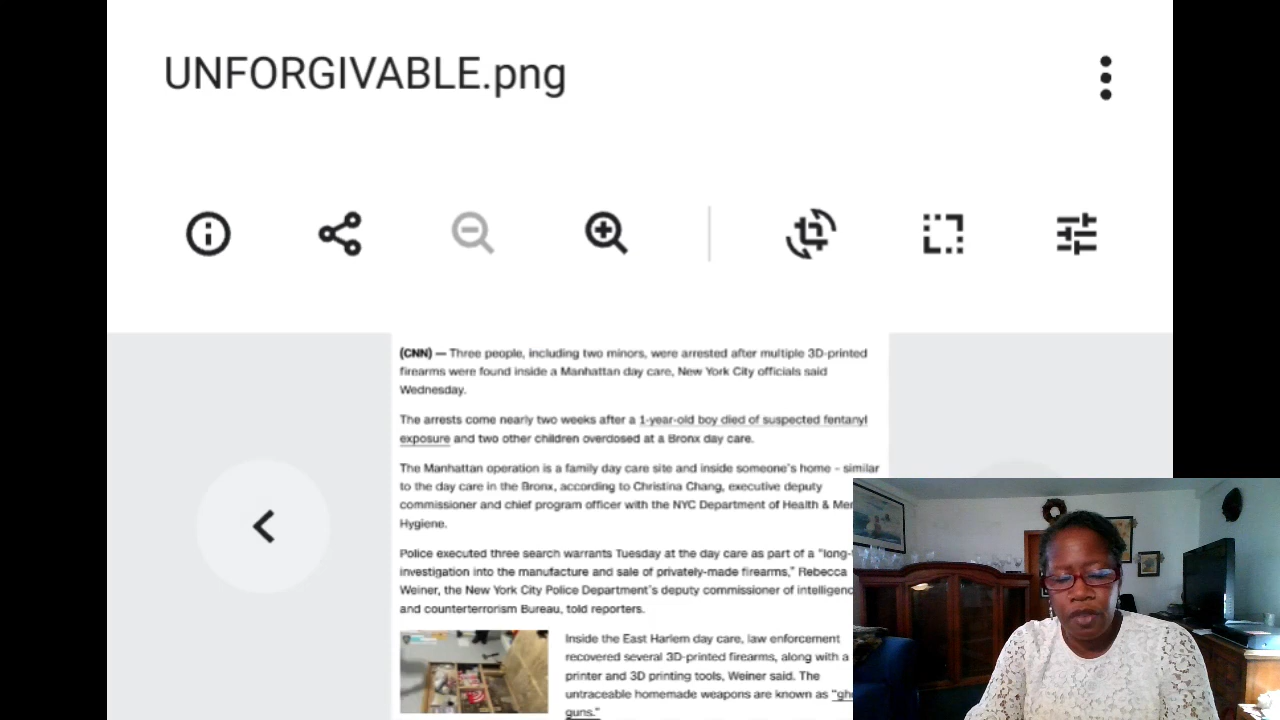 UNFORGIVABLE.png
(CNN) — Three people, including two minors, were arrested after multiple 3D-printed
firearms were found inside a Manhattan day care, New York City officials said
Wednesday.
The arrests come nearly two weeks after a 1-year-old boy died of suspected fentanyl
exposure and two other children overdosed at a Bronx day care.
The Manhattan operation is a family day care site and inside someone's home – similar
to the day care in the Bronx, according to Christina Chang, executive deputy
commissioner and chief program officer with the NYC Department of Health &
Hygiene.
Police executed three search warrants Tuesday at the day care as part of a "long-
investigation into the manufacture and sale of privately-made firearms," Rebecca
Weiner, the New York City Police Department's deputy commissioner of
and counterterrorism Bureau, told reporters.
Inside the East Harlem day care, law enforcement
recovered several 3D-printed firearms, along with a
printer and 3D printing tools, Weiner said. The
untraceable homemade weapons are known as
guns."